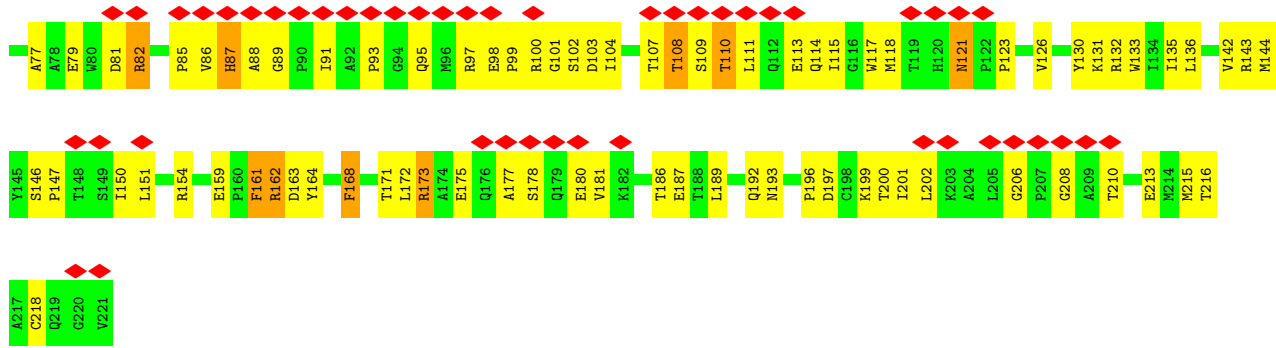 A77 A78 E79 W80 D81 R82 P85 V86 H87 A88 G89 P90 I91 A92 P93 G94 Q95 M96 R97 E98 P99 R100 G101 S102 D103 I104 T107 T108 S109 T110 L111 Q112 E113 Q114 I115 G116 W117 M118 T119 H120 N121 P122 P123 V126 Y130 K131 R132 W133 I134 I135 L136 V142 R143 M144
Y145 S146 P147 T148 S149 I150 L151 R154 E159 P160 F161 R162 D163 Y164 F168 T171 L172 R173 A174 E175 Q176 A177 S178 Q179 E180 V181 K182 T186 E187 T188 L189 Q192 N193 P196 D197 C198 K199 T200 I201 L202 K203 A204 L205 G206 P207 G208 A209 T210 E213 M214 M215 T216
A217 C218 Q219 G220 V221